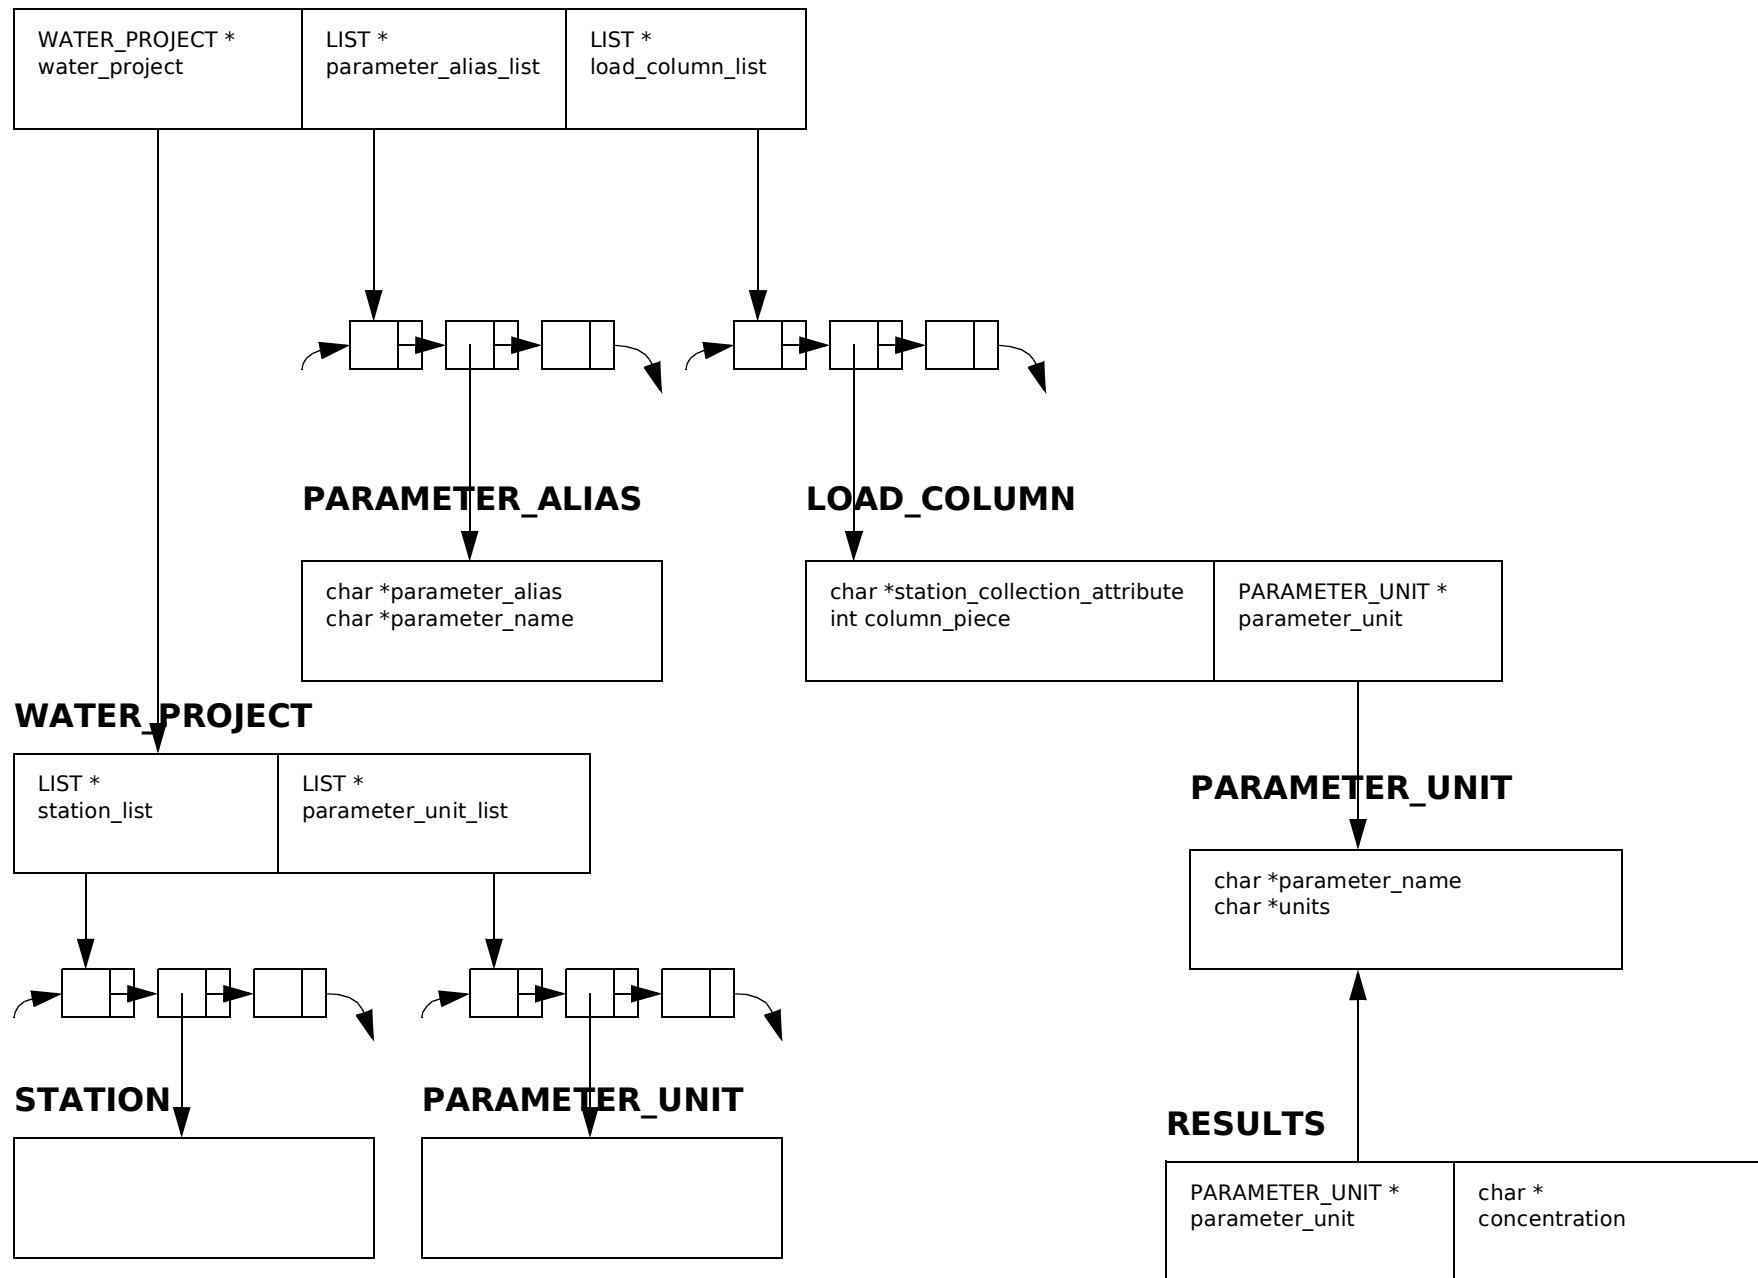 WATER_PROJECT *
water_project
LIST *
parameter_alias_list
LIST *
load_column_list
PARAMETER_ALIAS
char *parameter_alias
char *parameter_name
LOAD_COLUMN
char *station_collection_attribute
int column_piece
PARAMETER_UNIT *
parameter_unit
WATER_PROJECT
LIST *
station_list
LIST *
parameter_unit_list
PARAMETER_UNIT
char *parameter_name
char *units
STATION
PARAMETER_UNIT
RESULTS
PARAMETER_UNIT *
parameter_unit
char *
concentration